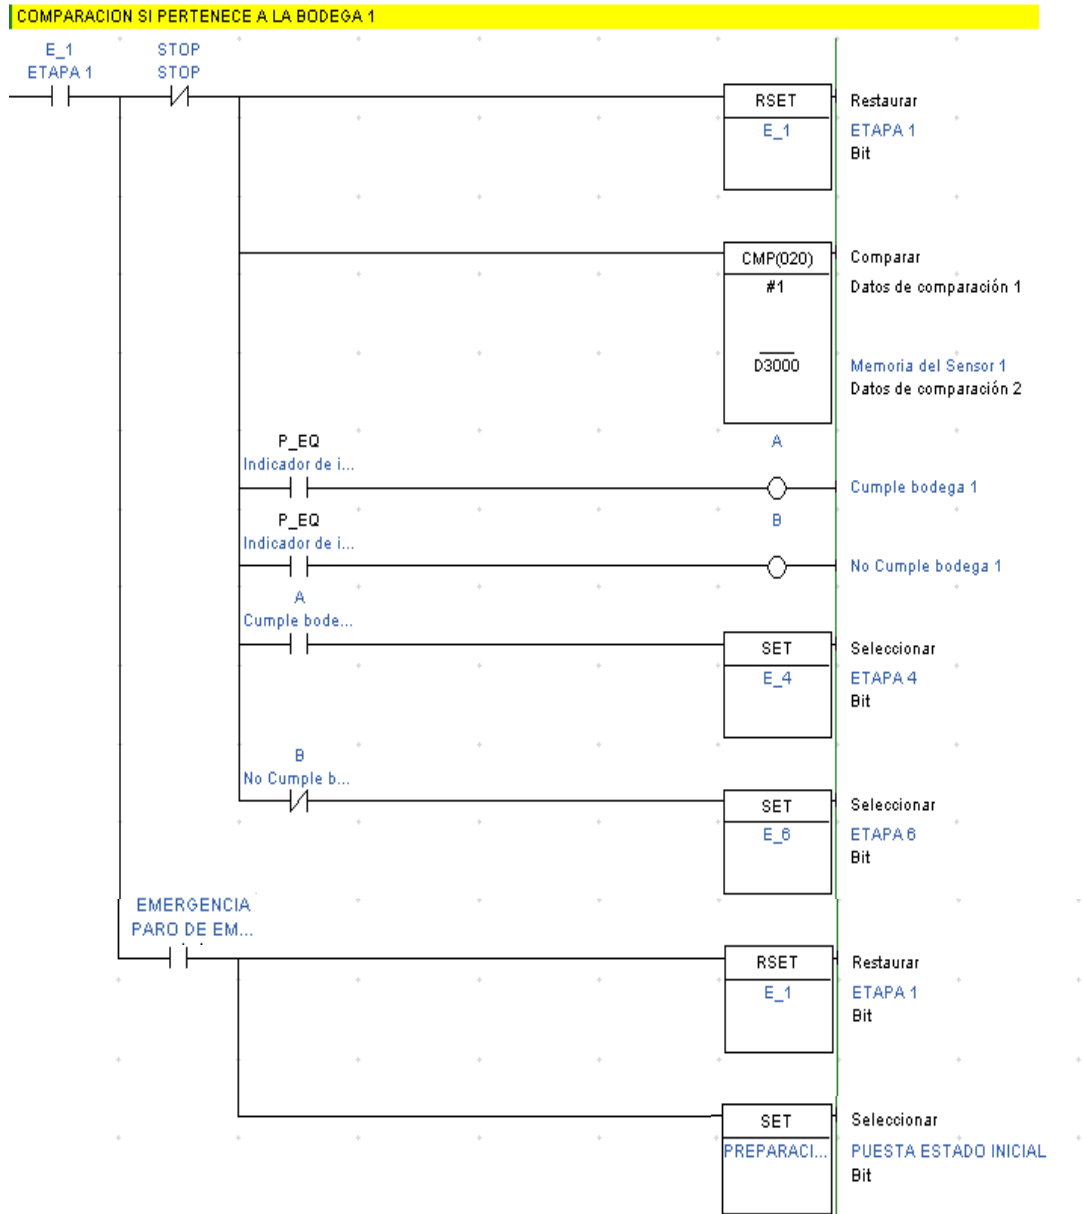 COMPARACION SI PERTENECE A LA BODEGA 1
E_1
ETAPA 1
STOP
STOP
RSET
E_1
Restaurar
ETAPA 1
Bit
CMP(020)
#1
D3000
Comparar
Datos de comparación 1
Memoria del Sensor 1
Datos de comparación 2
P_EQ
Indicador de i...
A
Cumple bodega 1
P_EQ
Indicador de i...
B
No Cumple bodega 1
A
Cumple bode...
SET
E_4
Seleccionar
ETAPA 4
Bit
B
No Cumple b...
SET
E_6
Seleccionar
ETAPA 6
Bit
EMERGENCIA
PARO DE EM...
RSET
E_1
Restaurar
ETAPA 1
Bit
SET
PREPARACI...
Seleccionar
PUESTA ESTADO INICIAL
Bit